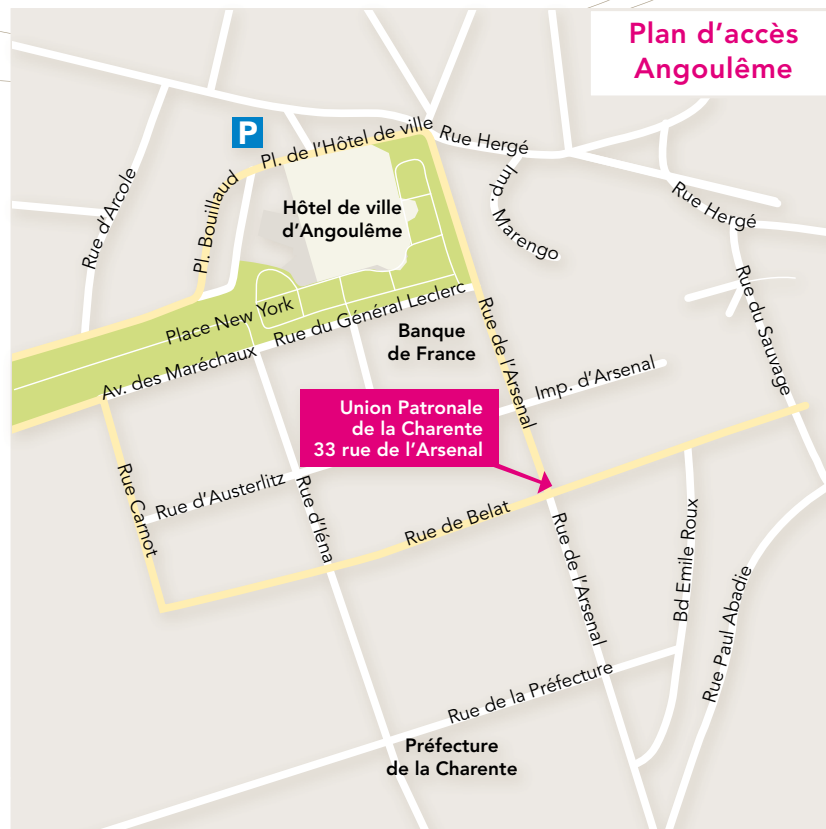 Plan d'accès
Angoulême
P
Pl. de l'Hôtel de ville
Rue Hergé
Imp. Marengo
Rue Hergé
Rue d'Arcole
Pl. Bouillaud
Hôtel de ville
d'Angoulême
Rue du Sauvage
Place New York
Rue du Général Leclerc
Av. des Maréchaux
Banque
de France
Rue de l'Arsenal
Imp. d'Arsenal
Union Patronale
de la Charente
33 rue de l'Arsenal
Rue Carnot
Rue d'Austerlitz
Rue d'Iéna
Rue de Belat
Rue de l'Arsenal
Bd Emile Roux
Rue Paul Abadie
Rue de la Préfecture
Préfecture
de la Charente